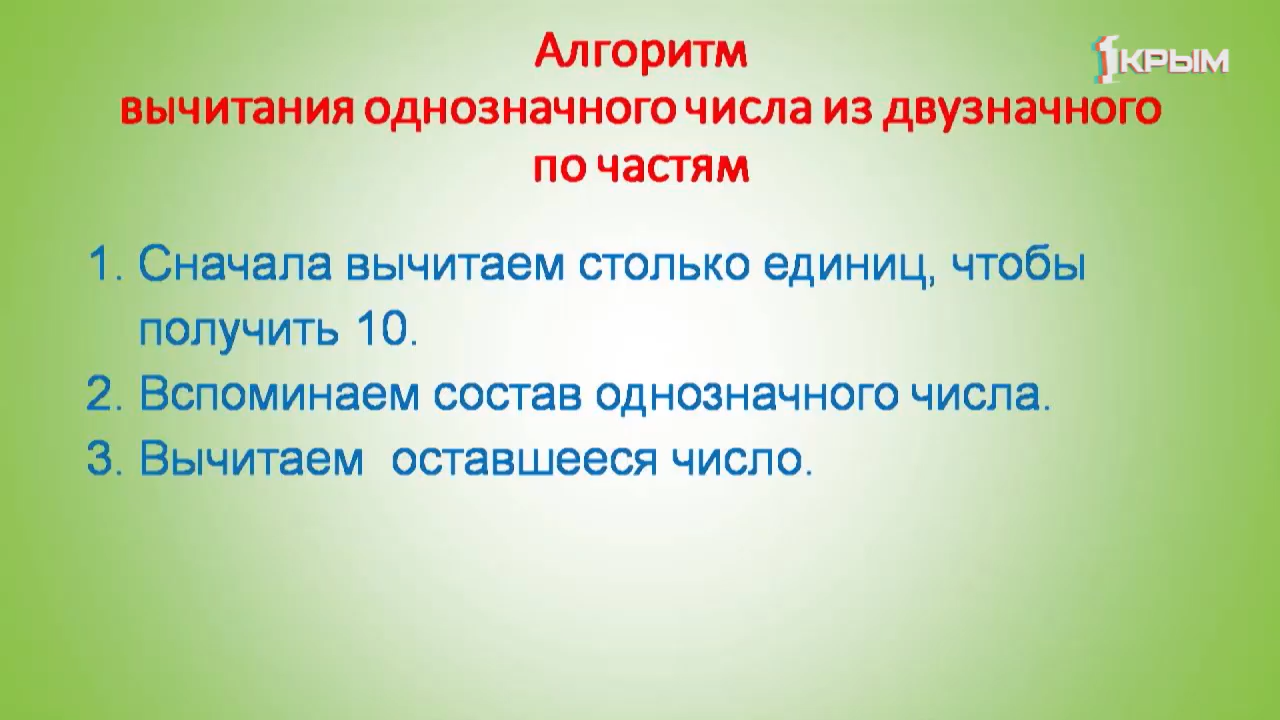 Алгоритм
1КРЫМ
вычитания однозначного числа из двузначного
по частям
1. Сначала вычитаем столько единиц, чтобы
получить 10.
2. Вспоминаем состав однозначного числа.
3. Вычитаем  оставшееся число.